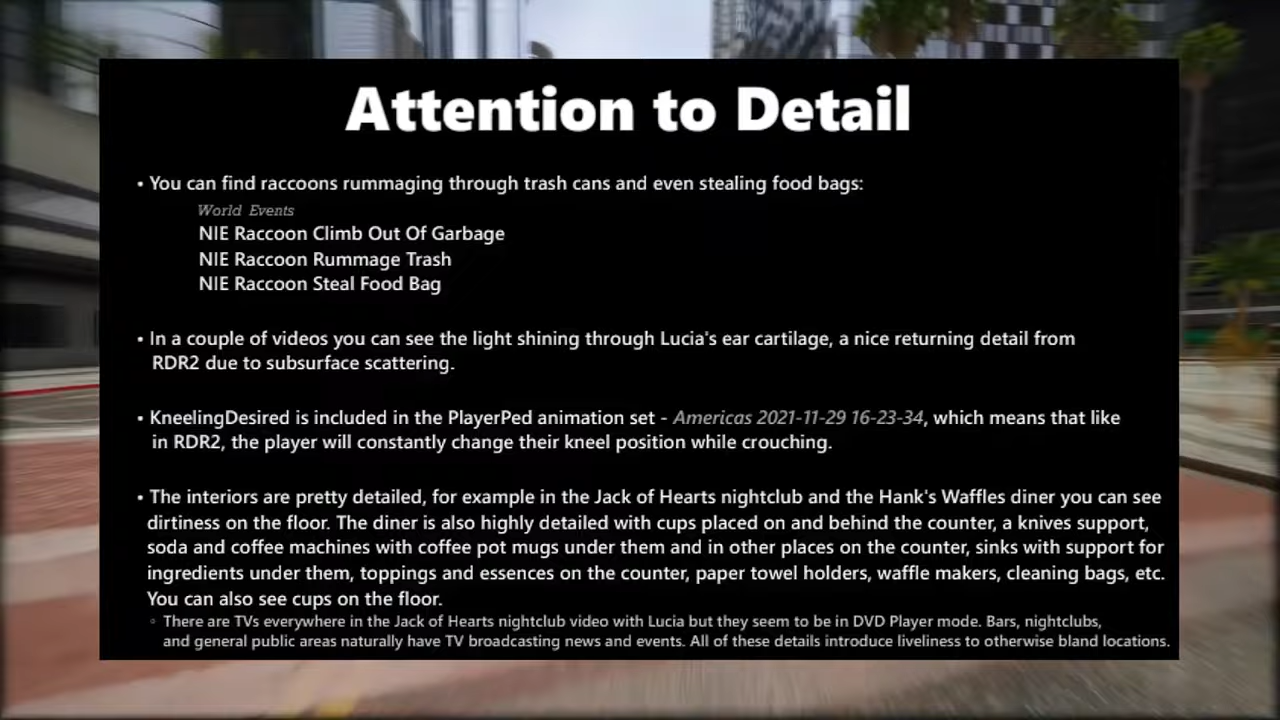 Attention to Detail
• You can find raccoons rummaging through trash cans and even stealing food bags:
World Events
NIE Raccoon Climb Out Of Garbage
NIE Raccoon Rummage Trash
NIE Raccoon Steal Food Bag
• In a couple of videos you can see the light shining through Lucia's ear cartilage, a nice returning detail from
RDR2 due to subsurface scattering.
• KneelingDesired is included in the PlayerPed animation set - Americas 2021-11-29 16-23-34, which means that like
in RDR2, the player will constantly change their kneel position while crouching.
• The interiors are pretty detailed, for example in the Jack of Hearts nightclub and the Hank's Waffles diner you can see
dirtiness on the floor. The diner is also highly detailed with cups placed on and behind the counter, a knives support,
soda and coffee machines with coffee pot mugs under them and in other places on the counter, sinks with support for
ingredients under them, toppings and essences on the counter, paper towel holders, waffle makers, cleaning bags, etc.
You can also see cups on the floor.
◦ There are TVs everywhere in the Jack of Hearts nightclub video with Lucia but they seem to be in DVD Player mode. Bars, nightclubs,
and general public areas naturally have TV broadcasting news and events. All of these details introduce liveliness to otherwise bland locations.